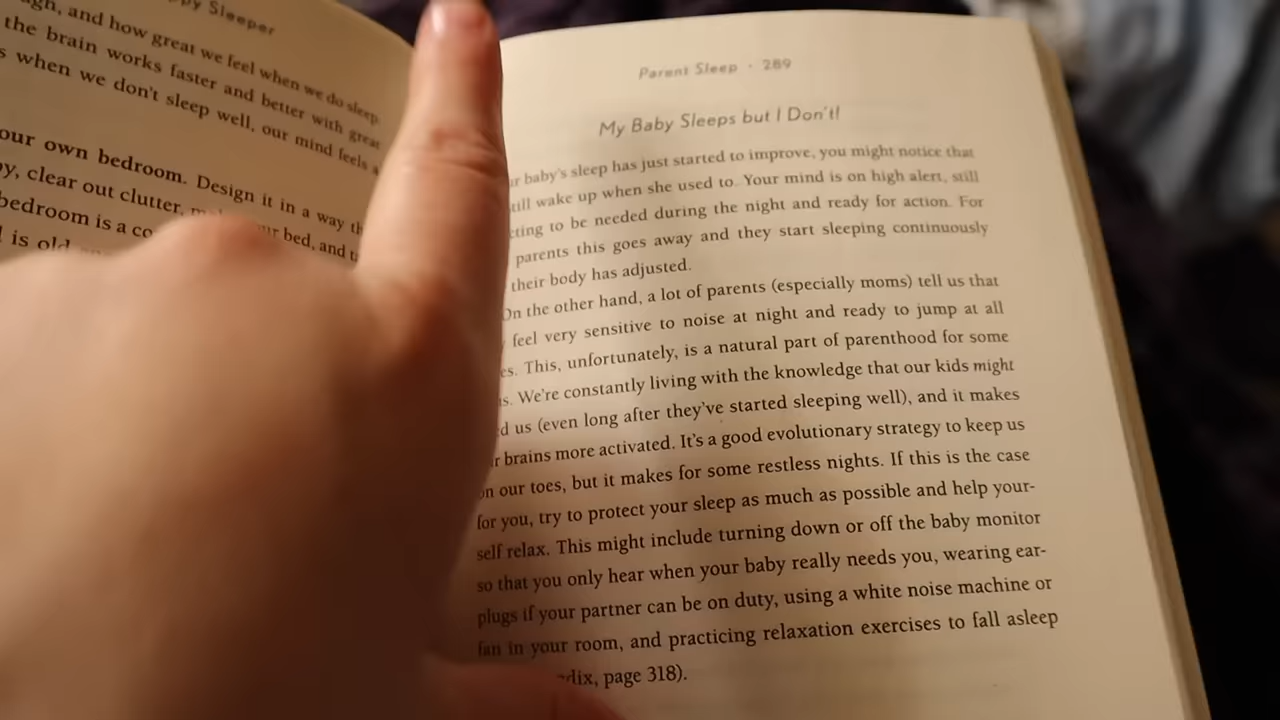 ppy Sleeper
gh, and how great we feel when we do sleep.
the brain works faster and better with great
s when we don't sleep well, our mind feels a
our own bedroom. Design it in a way th
y, clear out clutter, ur bed, and u
bedroom is a co
is old
Parent Sleep · 289
My Baby Sleeps but I Don't!
ur baby's sleep has just started to improve, you might notice that
till wake up when she used to. Your mind is on high alert, still
cting to be needed during the night and ready for action. For
parents this goes away and they start sleeping continuously
their body has adjusted.
On the other hand, a lot of parents (especially moms) tell us that
feel very sensitive to noise at night and ready to jump at all
es. This, unfortunately, is a natural part of parenthood for some
s. We're constantly living with the knowledge that our kids might
d us (even long after they've started sleeping well), and it makes
r brains more activated. It's a good evolutionary strategy to keep us
on our toes, but it makes for some restless nights. If this is the case
for you, try to protect your sleep as much as possible and help your-
self relax. This might include turning down or off the baby monitor
so that you only hear when your baby really needs you, wearing ear-
plugs if your partner can be on duty, using a white noise machine or
fan in your room, and practicing relaxation exercises to fall asleep
dix, page 318).